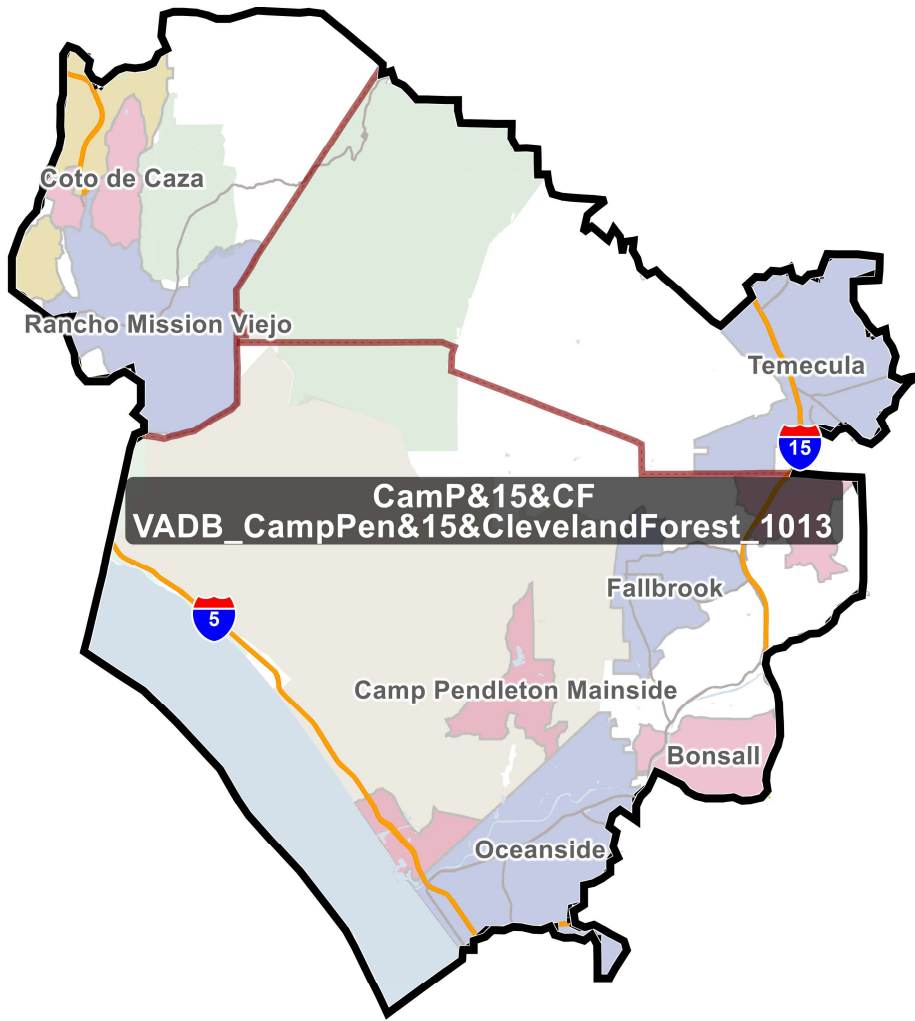 Coto de Caza
Rancho Mission Viejo
Temecula
15
CamP&15&CF
VADB_CampPen&15&ClevelandForest_1013
Fallbrook
5
Camp Pendleton Mainside
Bonsall
Oceanside